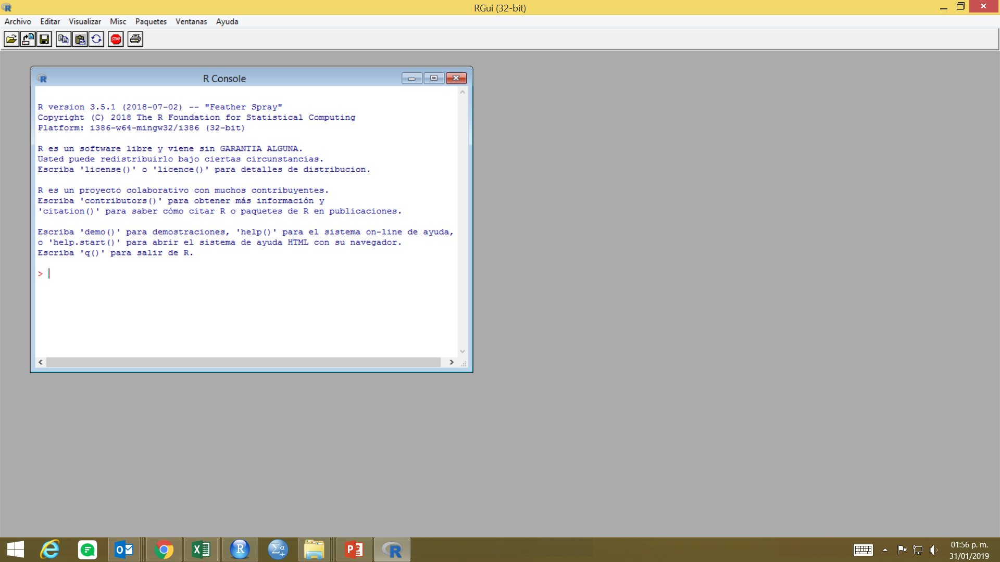 RGui (32-bit)
Archivo Editar Visualizar Misc Paquetes Ventanas Ayuda
STOP
R Console
R version 3.5.1 (2018-07-02) -- "Feather Spray"
Copyright (C) 2018 The R Foundation for Statistical Computing
Platform: i386-w64-mingw32/i386 (32-bit)
R es un software libre y viene sin GARANTIA ALGUNA.
Usted puede redistribuirlo bajo ciertas circunstancias.
Escriba 'license()' o 'licence()' para detalles de distribucion.
R es un proyecto colaborativo con muchos contribuyentes.
Escriba 'contributors()' para obtener más información y
'citation()' para saber cómo citar R o paquetes de R en publicaciones.
Escriba 'demo()' para demostraciones, 'help()' para el sistema on-line de ayuda,
o 'help.start()' para abrir el sistema de ayuda HTML con su navegador.
Escriba 'q()' para salir de R.
>
01:56 p. m.
31/01/2019